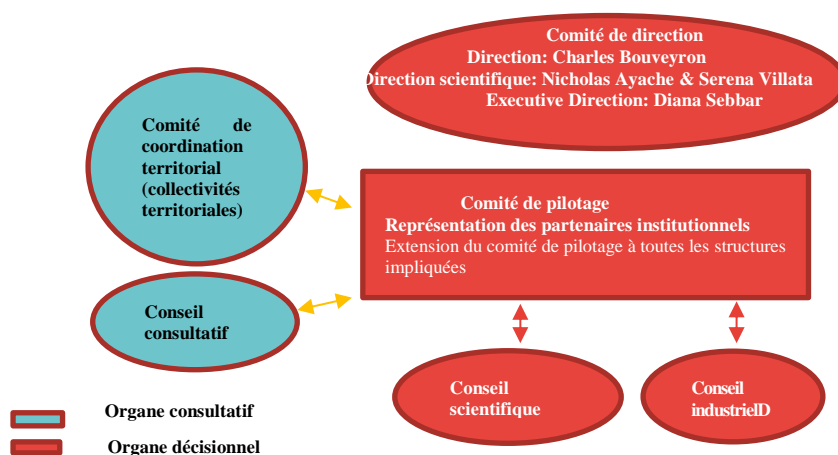 Comité de direction
Direction: Charles Bouveyron
Direction scientifique: Nicholas Ayache & Serena Villata
Executive Direction: Diana Sebbar
Comité de
coordination
territorial
(collectivités
territoriales)
Comité de pilotage
Représentation des partenaires institutionnels
Extension du comité de pilotage à toutes les structures
impliquées
Conseil
consultatif
Conseil
scientifique
Conseil
industrielD
Organe consultatif
Organe décisionnel